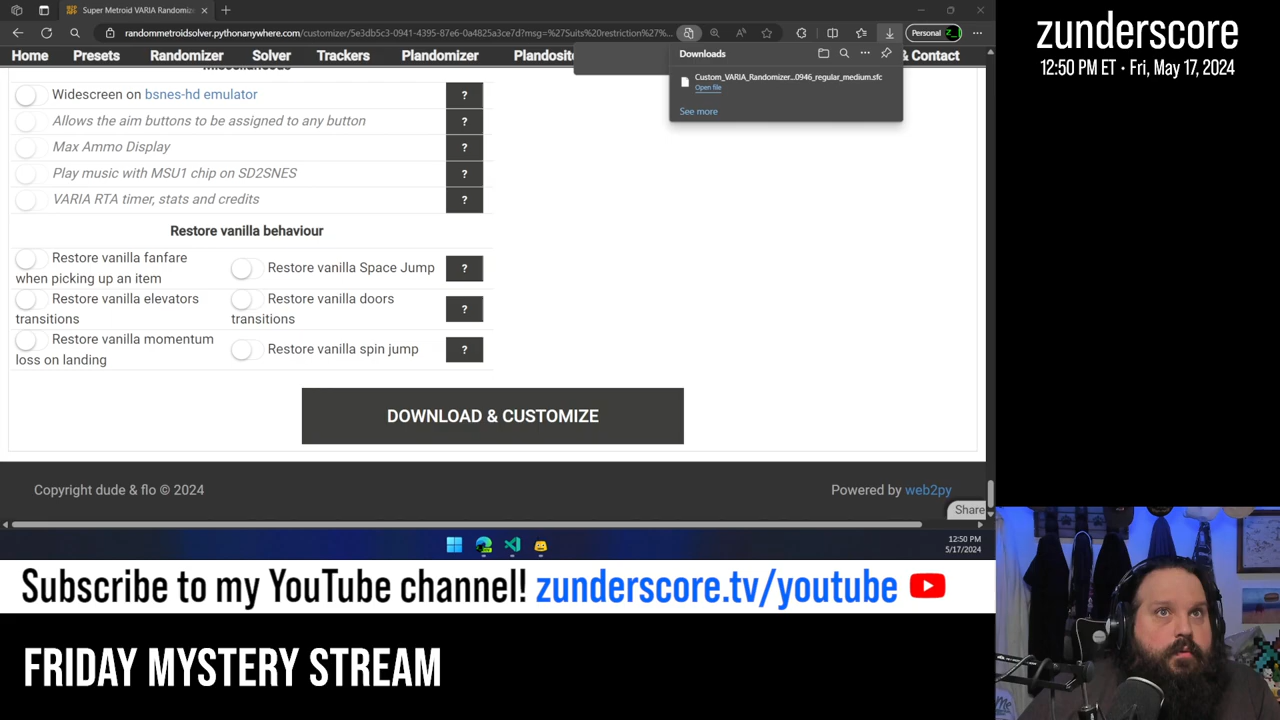 Super Metroid VARIA Randomiz
randommetroidsolver.pythonanywhere.com/customizer/5e3db5c3-0941-4395-87e6-0a4825a3ce7d?msg=%27Suits%20restriction%27%...
Personal
Home Presets Randomizer Solver Trackers Plandomizer Plandosito & Contact
Downloads
Custom_VARIA_Randomizer...0946_regular_medium.sfc
Open file
See more
Miscellaneous
Widescreen on bsnes-hd emulator ?
Allows the aim buttons to be assigned to any button ?
Max Ammo Display ?
Play music with MSU1 chip on SD2SNES ?
VARIA RTA timer, stats and credits ?
Restore vanilla behaviour
Restore vanilla fanfare
when picking up an item
Restore vanilla Space Jump ?
Restore vanilla elevators
transitions
Restore vanilla doors
transitions
?
Restore vanilla momentum
loss on landing
Restore vanilla spin jump ?
DOWNLOAD & CUSTOMIZE
Copyright dude & flo © 2024 Powered by web2py
Share
12:50 PM
5/17/2024
zunderscore
12:50 PM ET • Fri, May 17, 2024
Subscribe to my YouTube channel! zunderscore.tv/youtube
FRIDAY MYSTERY STREAM